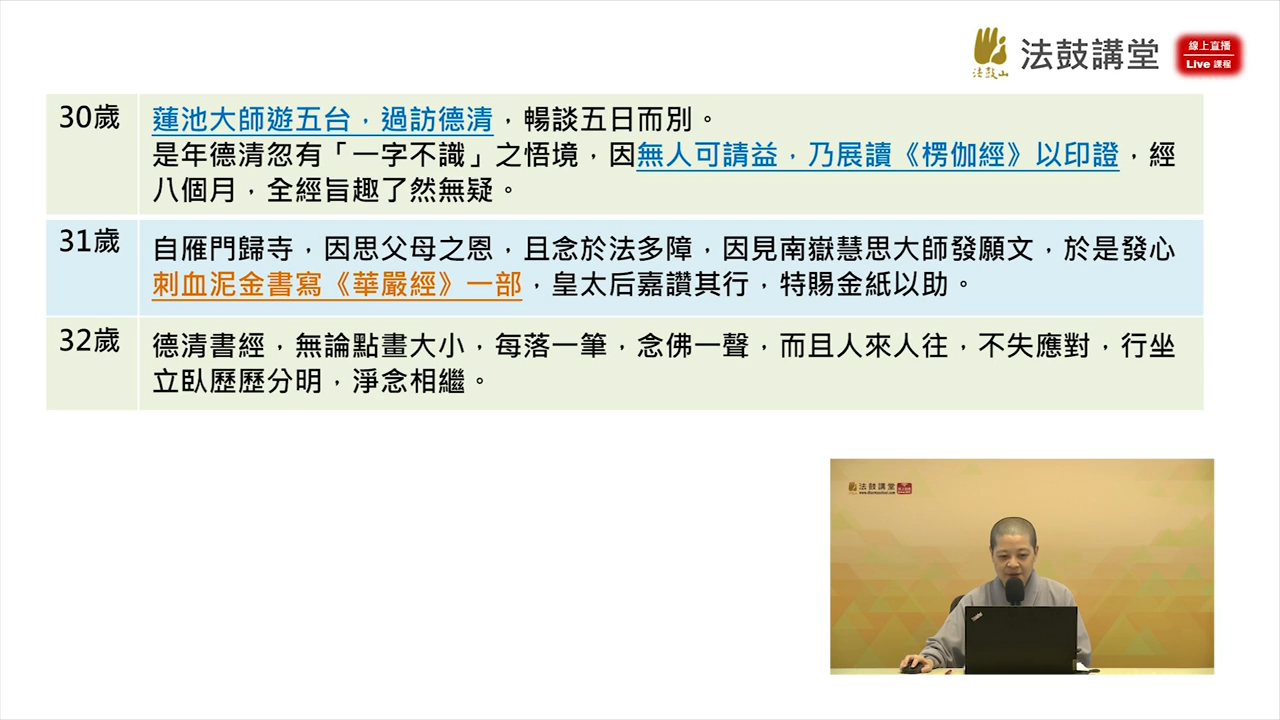 法鼓山
法鼓講堂
線上直播
Live 課程
30歲
蓮池大師遊五台，過訪德清，暢談五日而別。
是年德清忽有「一字不識」之悟境，因無人可請益，乃展讀《楞伽經》以印證，經
八個月，全經旨趣了然無疑。
31歲
自雁門歸寺，因思父母之恩，且念於法多障，因見南嶽慧思大師發願文，於是發心
刺血泥金書寫《華嚴經》一部，皇太后嘉讚其行，特賜金紙以助。
32歲
德清書經，無論點畫大小，每落一筆，念佛一聲，而且人來人往，不失應對，行坐
立臥歷歷分明，淨念相繼。
法鼓講堂